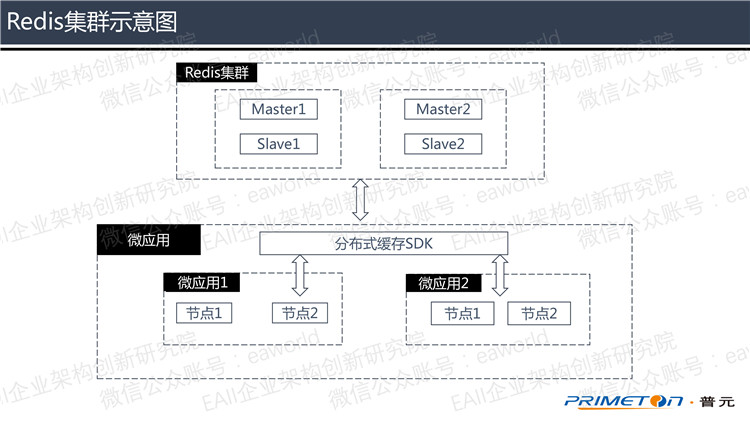 Redis集群示意图
Redis集群
Master1
Master2
Slave1
Slave2
微应用
分布式缓存SDK
微应用1
微应用2
节点1
节点2
节点1
节点2
EAII企业架构创新研究院
微信公众账号：eaworld
PRIMETON·普元